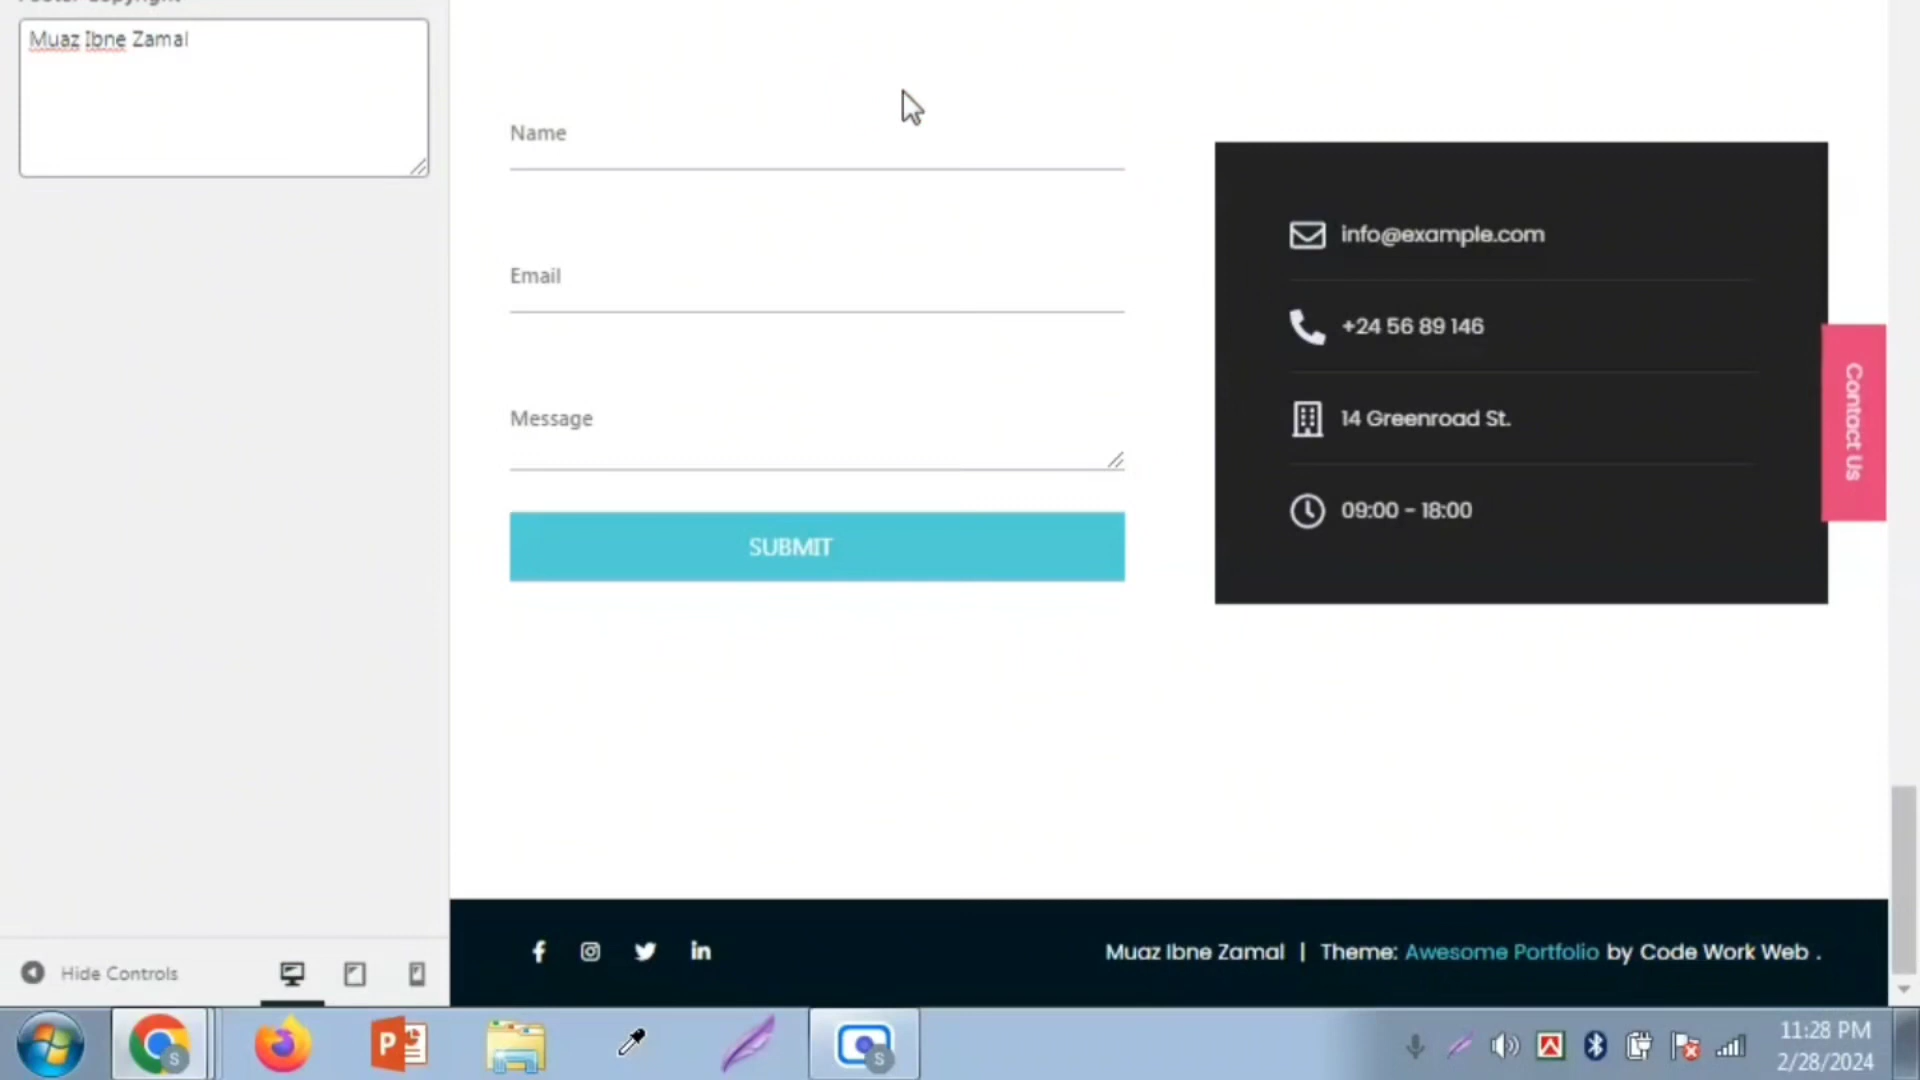 Footer Copyright
Muaz Ibne Zamal
Name
Email
Message
SUBMIT
info@example.com
+24 56 89 146
14 Greenroad St.
09:00 - 18:00
Contact Us
Muaz Ibne Zamal | Theme: Awesome Portfolio by Code Work Web .
Hide Controls
11:28 PM
2/28/2024